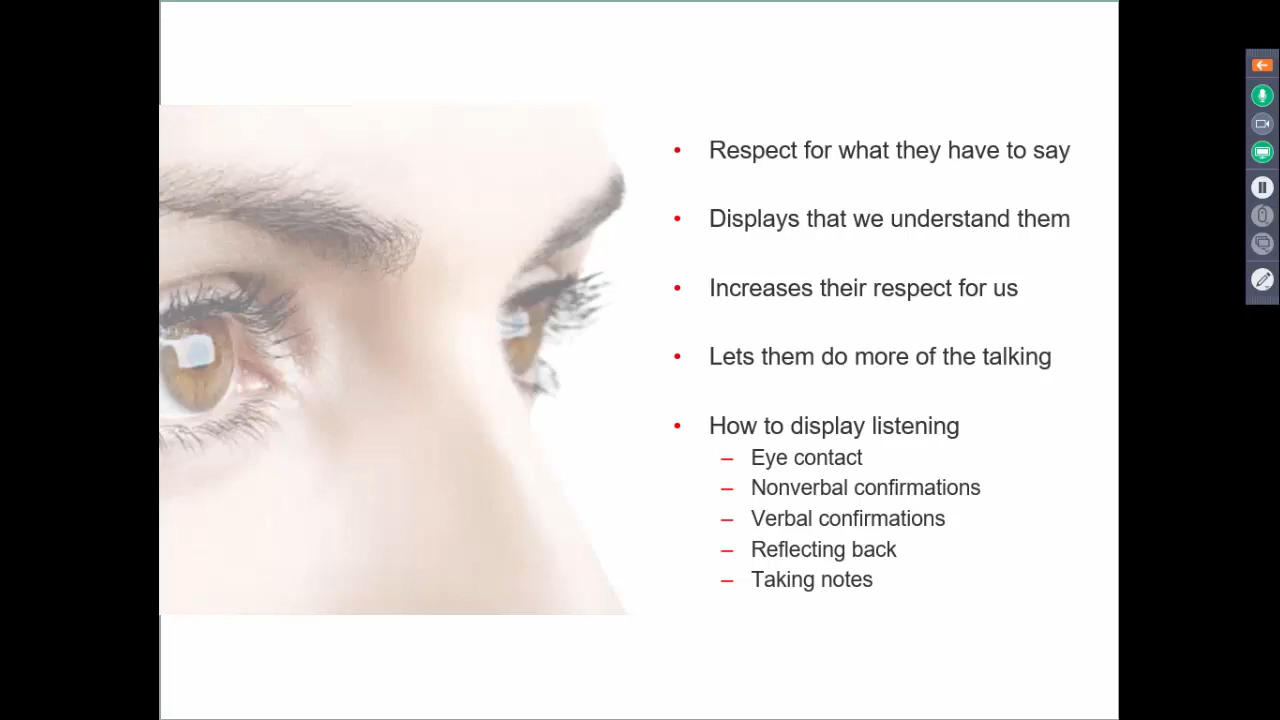 • Respect for what they have to say
• Displays that we understand them
• Increases their respect for us
• Lets them do more of the talking
• How to display listening
– Eye contact
– Nonverbal confirmations
– Verbal confirmations
– Reflecting back
– Taking notes